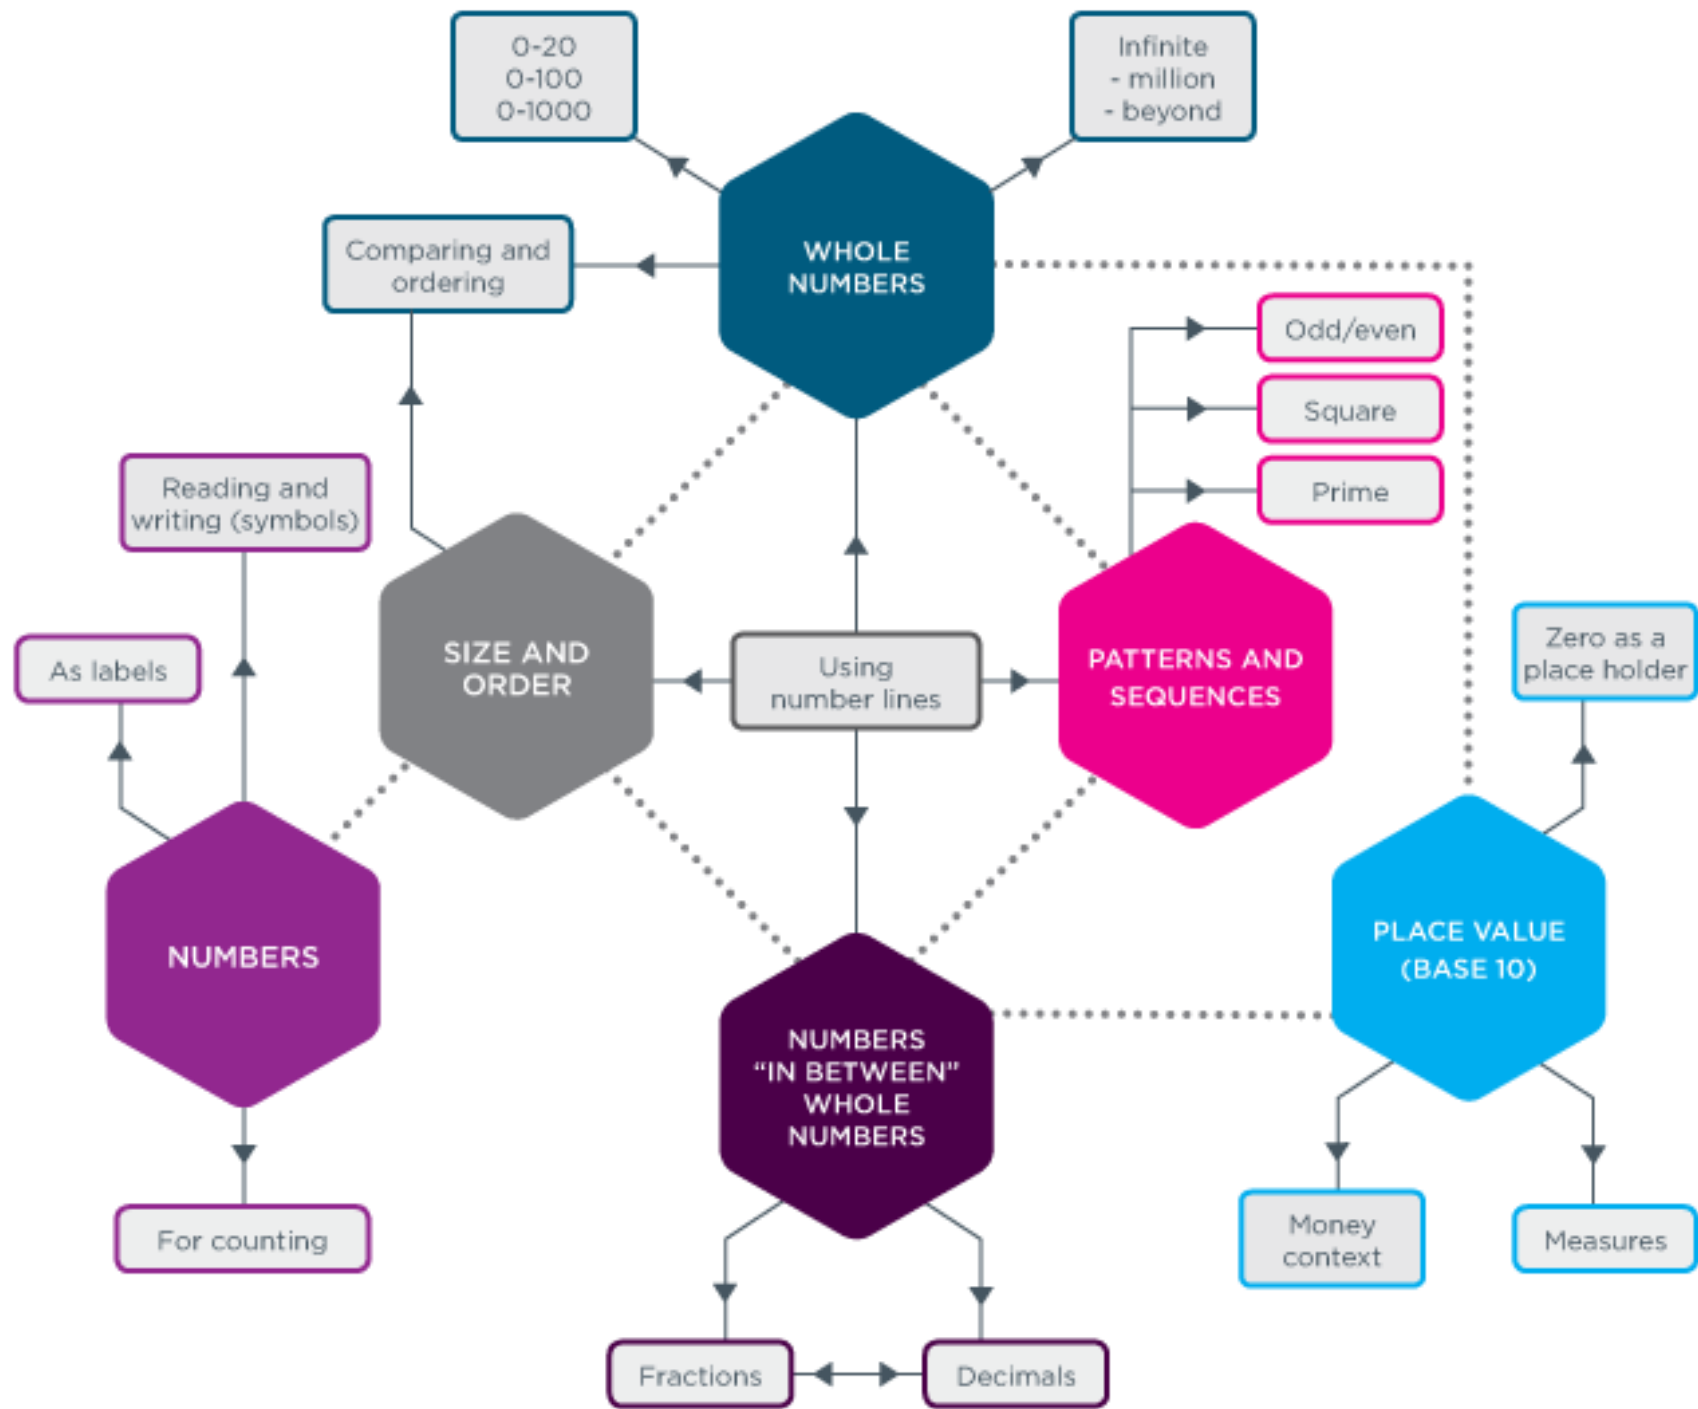 0-20
0-100
0-1000
Infinite
- million
- beyond
Comparing and
ordering
WHOLE
NUMBERS
Odd/even
Square
Prime
Reading and
writing (symbols)
As labels
SIZE AND
ORDER
Using
number lines
PATTERNS AND
SEQUENCES
Zero as a
place holder
NUMBERS
PLACE VALUE
(BASE 10)
NUMBERS
“IN BETWEEN”
WHOLE
NUMBERS
For counting
Money
context
Measures
Fractions
Decimals